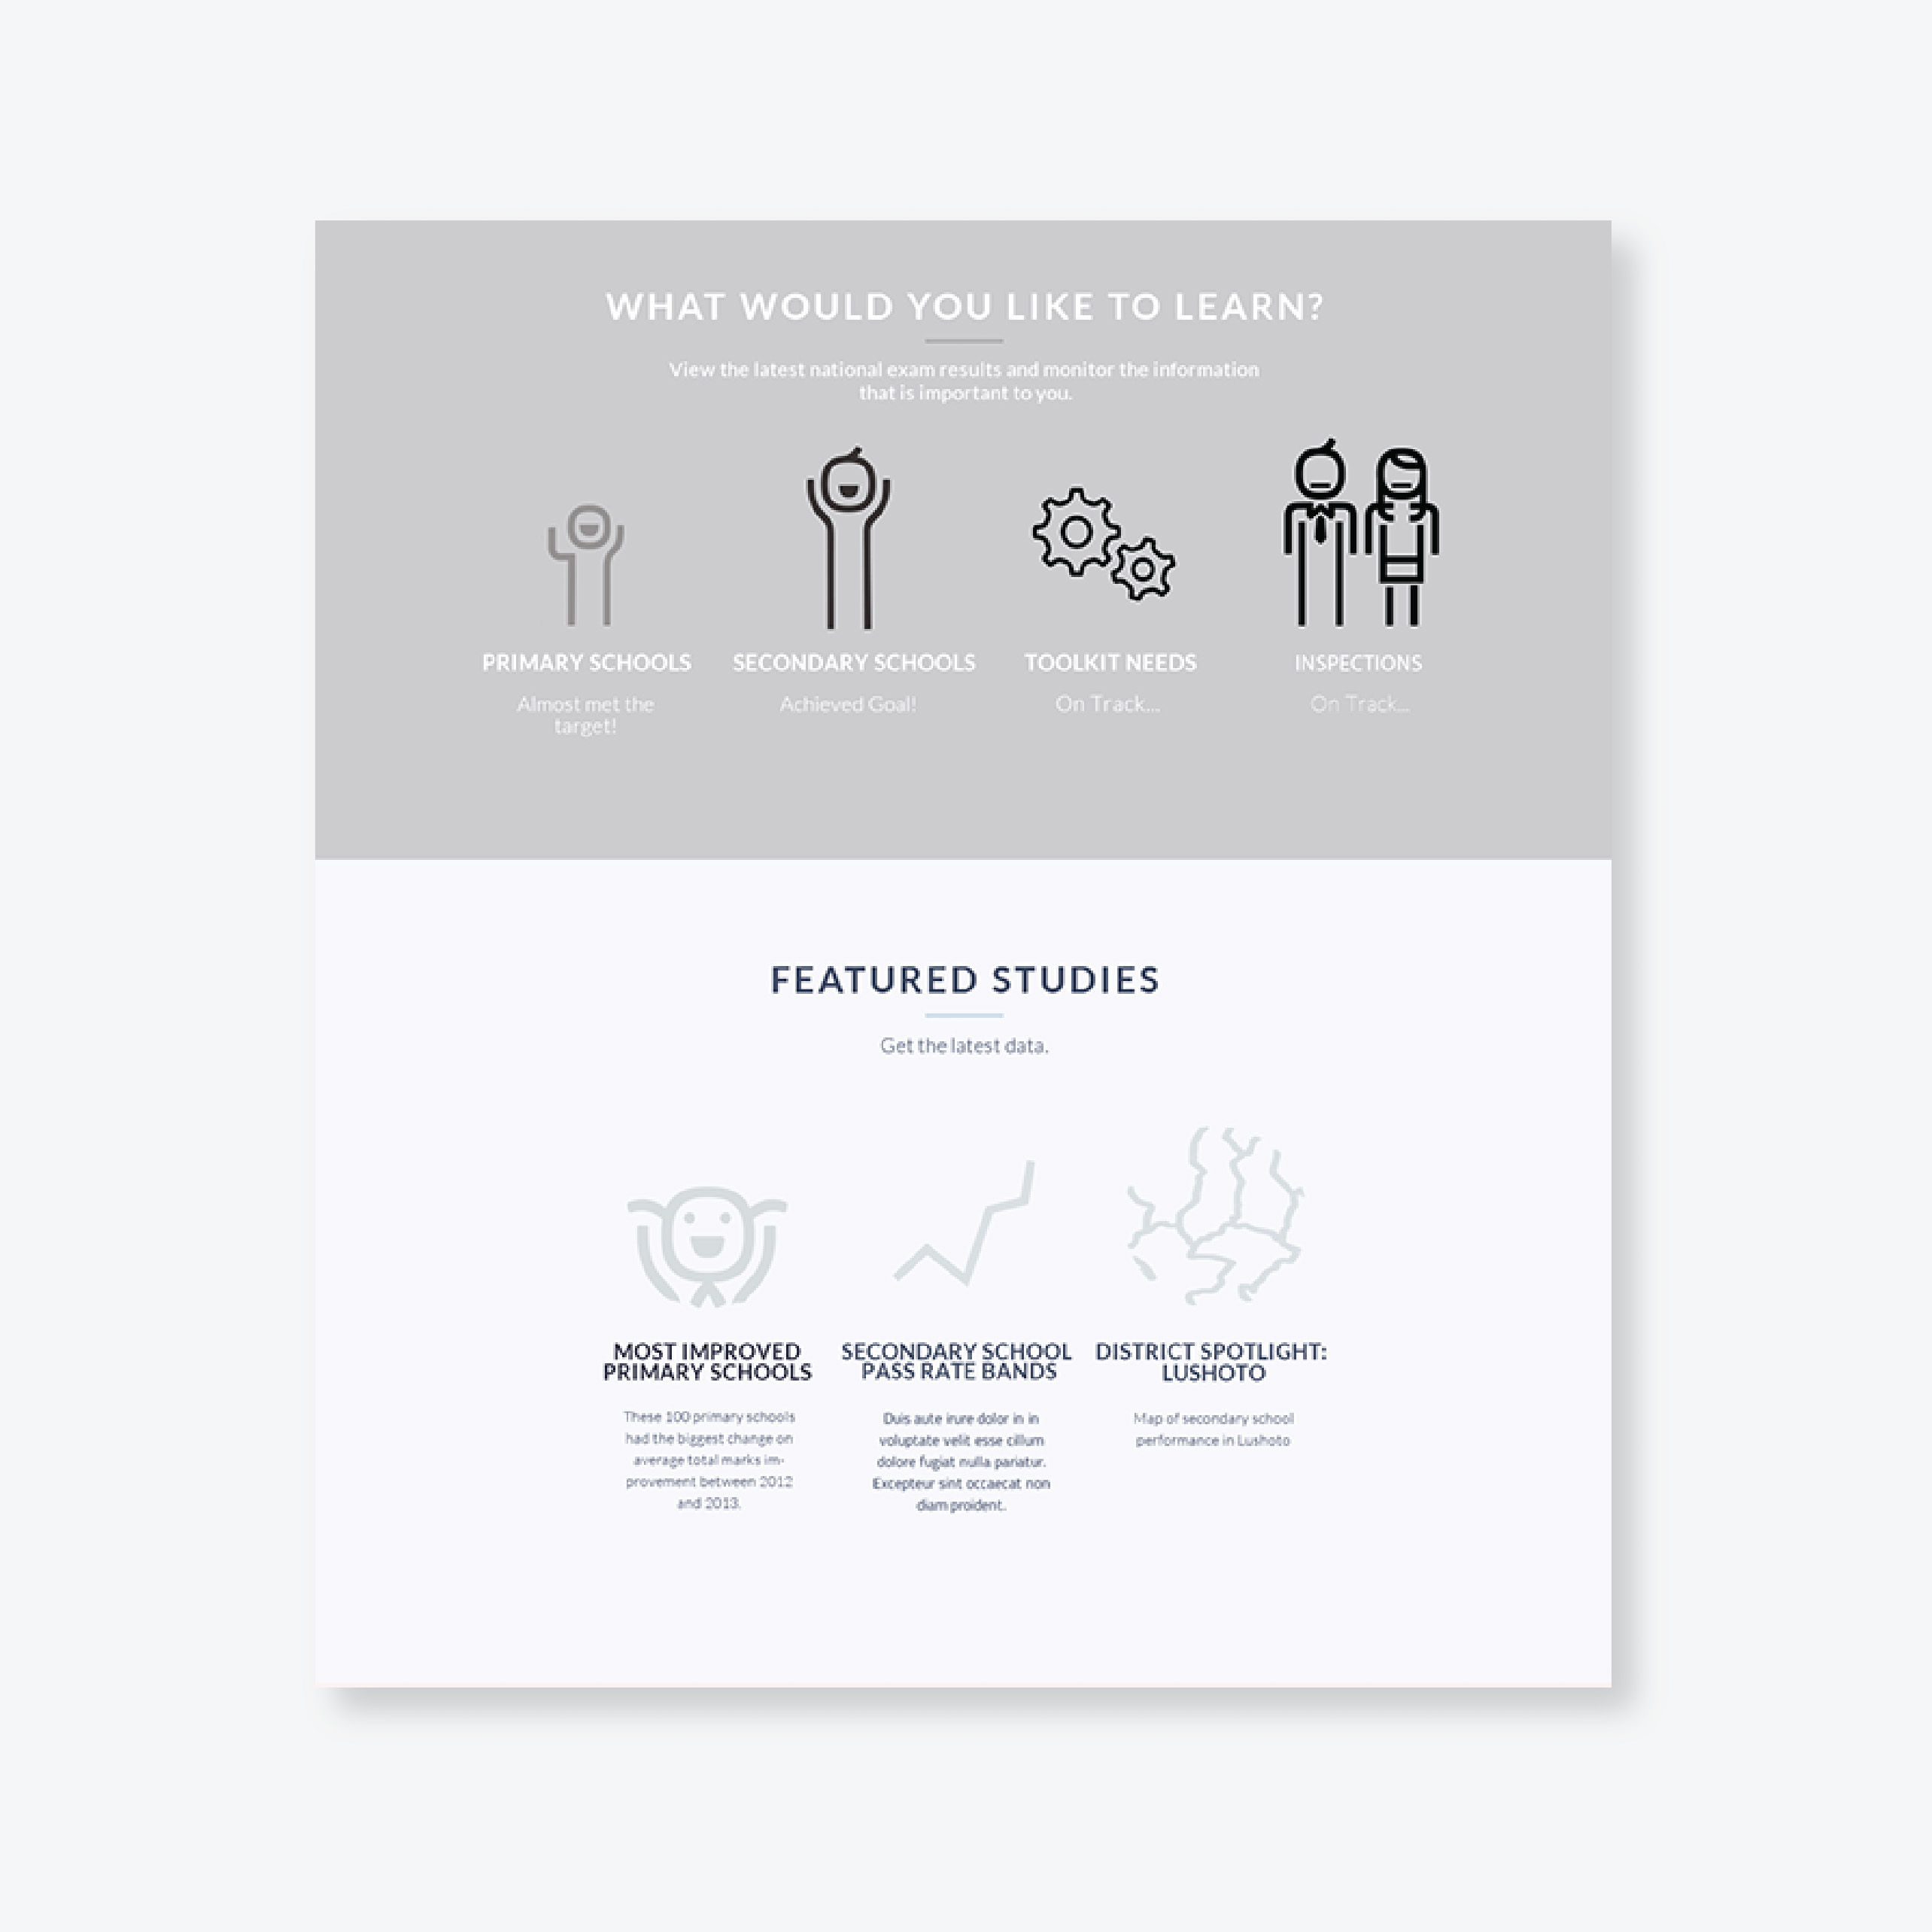 WHAT WOULD YOU LIKE TO LEARN?
View the latest national exam results and monitor the information
that is important to you.
PRIMARY SCHOOLS
Almost met the
target!
SECONDARY SCHOOLS
Achieved Goal!
TOOLKIT NEEDS
On Track...
INSPECTIONS
On Track...
FEATURED STUDIES
Get the latest data.
MOST IMPROVED
PRIMARY SCHOOLS
These 100 primary schools
had the biggest change on
average total marks im-
provement between 2012
and 2013.
SECONDARY SCHOOL
PASS RATE BANDS
Duis aute irure dolor in in
voluptate velit esse cillum
dolore fugiat nulla pariatur.
Excepteur sint occaecat non
diam proident.
DISTRICT SPOTLIGHT:
LUSHOTO
Map of secondary school
performance in Lushoto